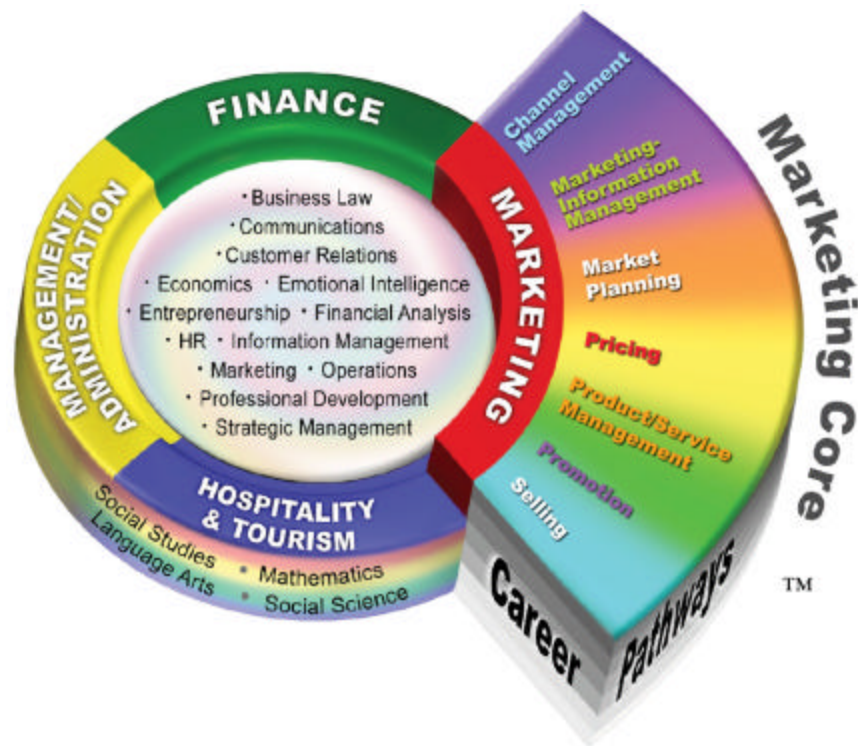 FINANCE
MANAGEMENT/
ADMINISTRATION
MARKETING
HOSPITALITY
& TOURISM
· Business Law
· Communications
· Customer Relations
· Economics · Emotional Intelligence
· Entrepreneurship · Financial Analysis
· HR · Information Management
· Marketing · Operations
· Professional Development
· Strategic Management
Social Studies • Mathematics
Language Arts • Social Science
Channel
Management
Marketing-
Information
Management
Market
Planning
Pricing
Product/Service
Management
Promotion
Selling
Marketing Core
Career Pathways
TM